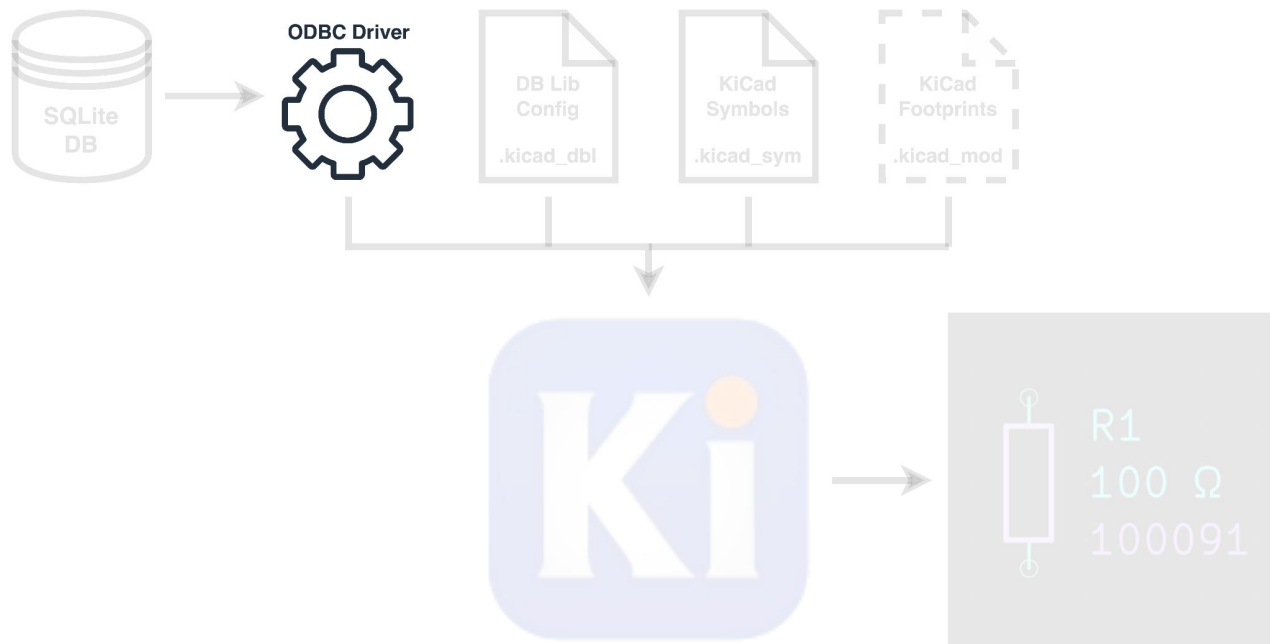 ODBC Driver
SQLite
DB
DB Lib
Config
.kicad_dbl
KiCad
Symbols
.kicad_sym
KiCad
Footprints
.kicad_mod
Ki
R1
100 Ω
100091